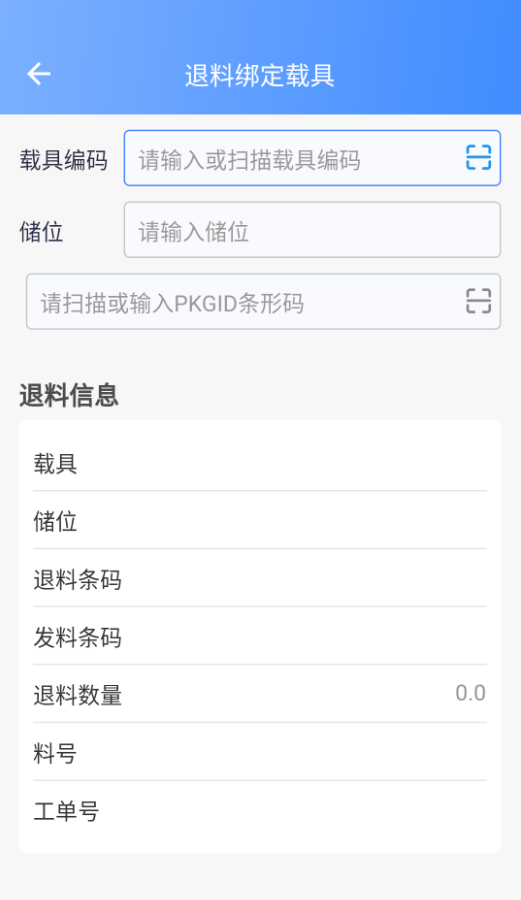 退料绑定载具
载具编码 请输入或扫描载具编码
储位 请输入储位
请扫描或输入PKGID条形码
退料信息
载具
储位
退料条码
发料条码
退料数量 0.0
料号
工单号